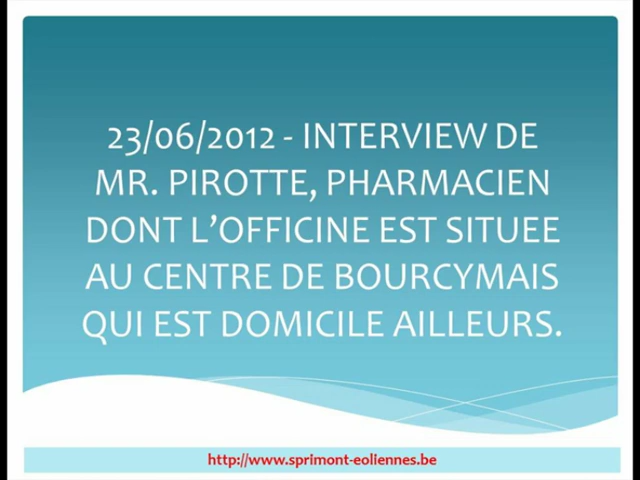 23/06/2012 - INTERVIEW DE
MR. PIROTTE, PHARMACIEN
DONT L’OFFICINE EST SITUEE
AU CENTRE DE BOURCYMAIS
QUI EST DOMICILE AILLEURS.
http://www.sprimont-eoliennes.be